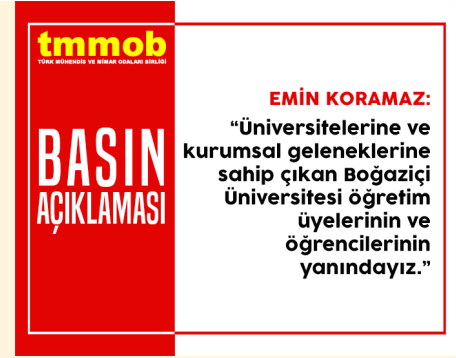 tmmob
TÜRK MÜHENDİS VE MİMAR ODALARI BİRLİĞİ
BASIN
AÇIKLAMASI
EMİN KORAMAZ:
“Üniversitelerine ve
kurumsal geleneklerine
sahip çıkan Boğaziçi
Üniversitesi öğretim
üyelerinin ve
öğrencilerinin
yanındayız.”